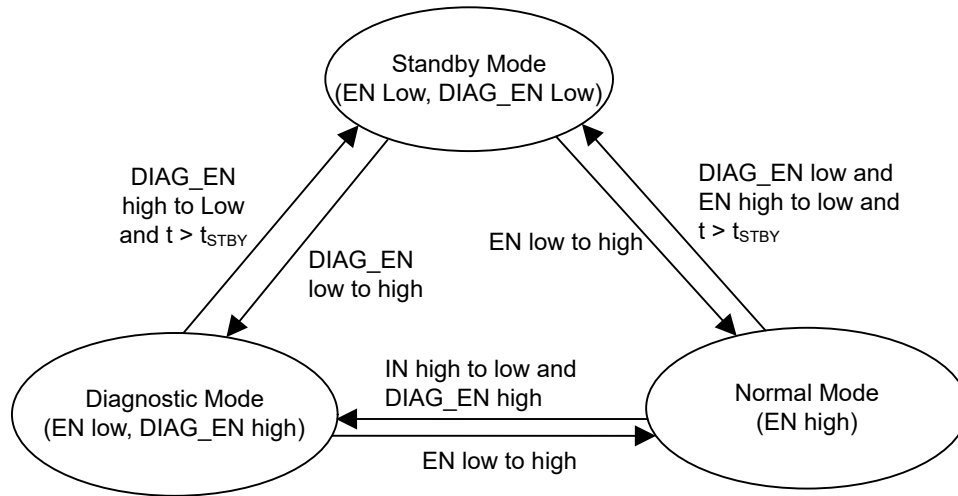 Standby Mode
(EN Low, DIAG_EN Low)
DIAG_EN
high to Low
and t > tSTBY
DIAG_EN
low to high
EN low to high
DIAG_EN low and
EN high to low and
t > tSTBY
Diagnostic Mode
(EN low, DIAG_EN high)
IN high to low and
DIAG_EN high
EN low to high
Normal Mode
(EN high)